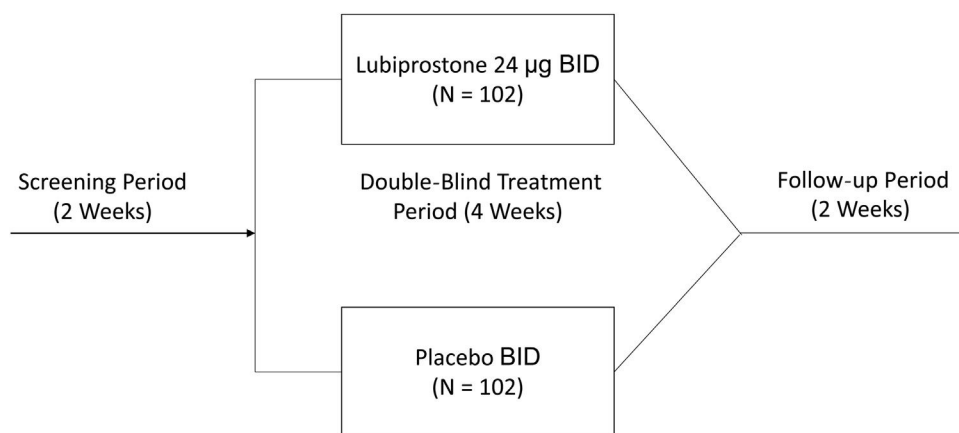 Lubiprostone 24 µg BID
(N = 102)
Screening Period
(2 Weeks)
Double-Blind Treatment
Period (4 Weeks)
Follow-up Period
(2 Weeks)
Placebo BID
(N = 102)